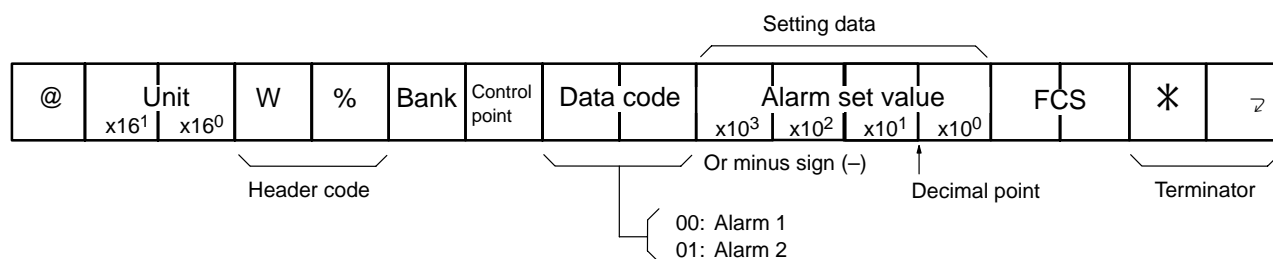 Setting data
@ Unit W % Bank Control point Data code Alarm set value FCS * ↵
x16¹ x16⁰ x10³ x10² x10¹ x10⁰
Header code Or minus sign (–) Decimal point Terminator
00: Alarm 1
01: Alarm 2